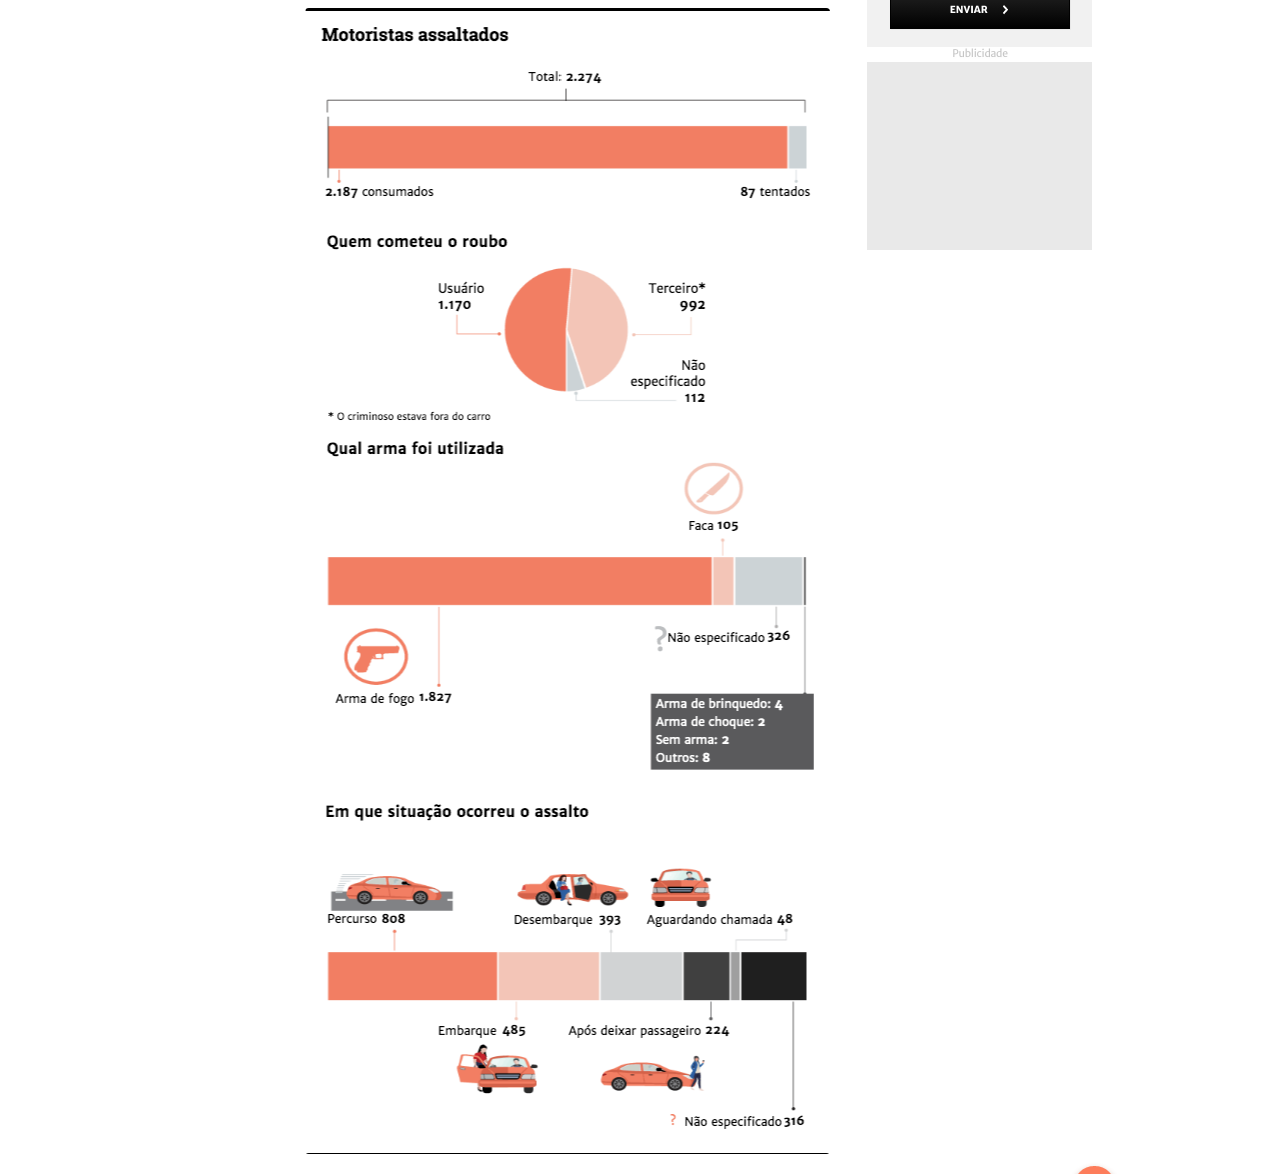 ENVIAR
Publicidade
Motoristas assaltados
Total: 2.274
2.187 consumados
87 tentados
Quem cometeu o roubo
Usuário
1.170
Terceiro*
992
Não
especificado
112
* O criminoso estava fora do carro
Qual arma foi utilizada
Faca 105
? Não especificado 326
Arma de fogo 1.827
Arma de brinquedo: 4
Arma de choque: 2
Sem arma: 2
Outros: 8
Em que situação ocorreu o assalto
Percurso 808
Desembarque 393
Aguardando chamada 48
Embarque 485
Após deixar passageiro 224
? Não especificado 316